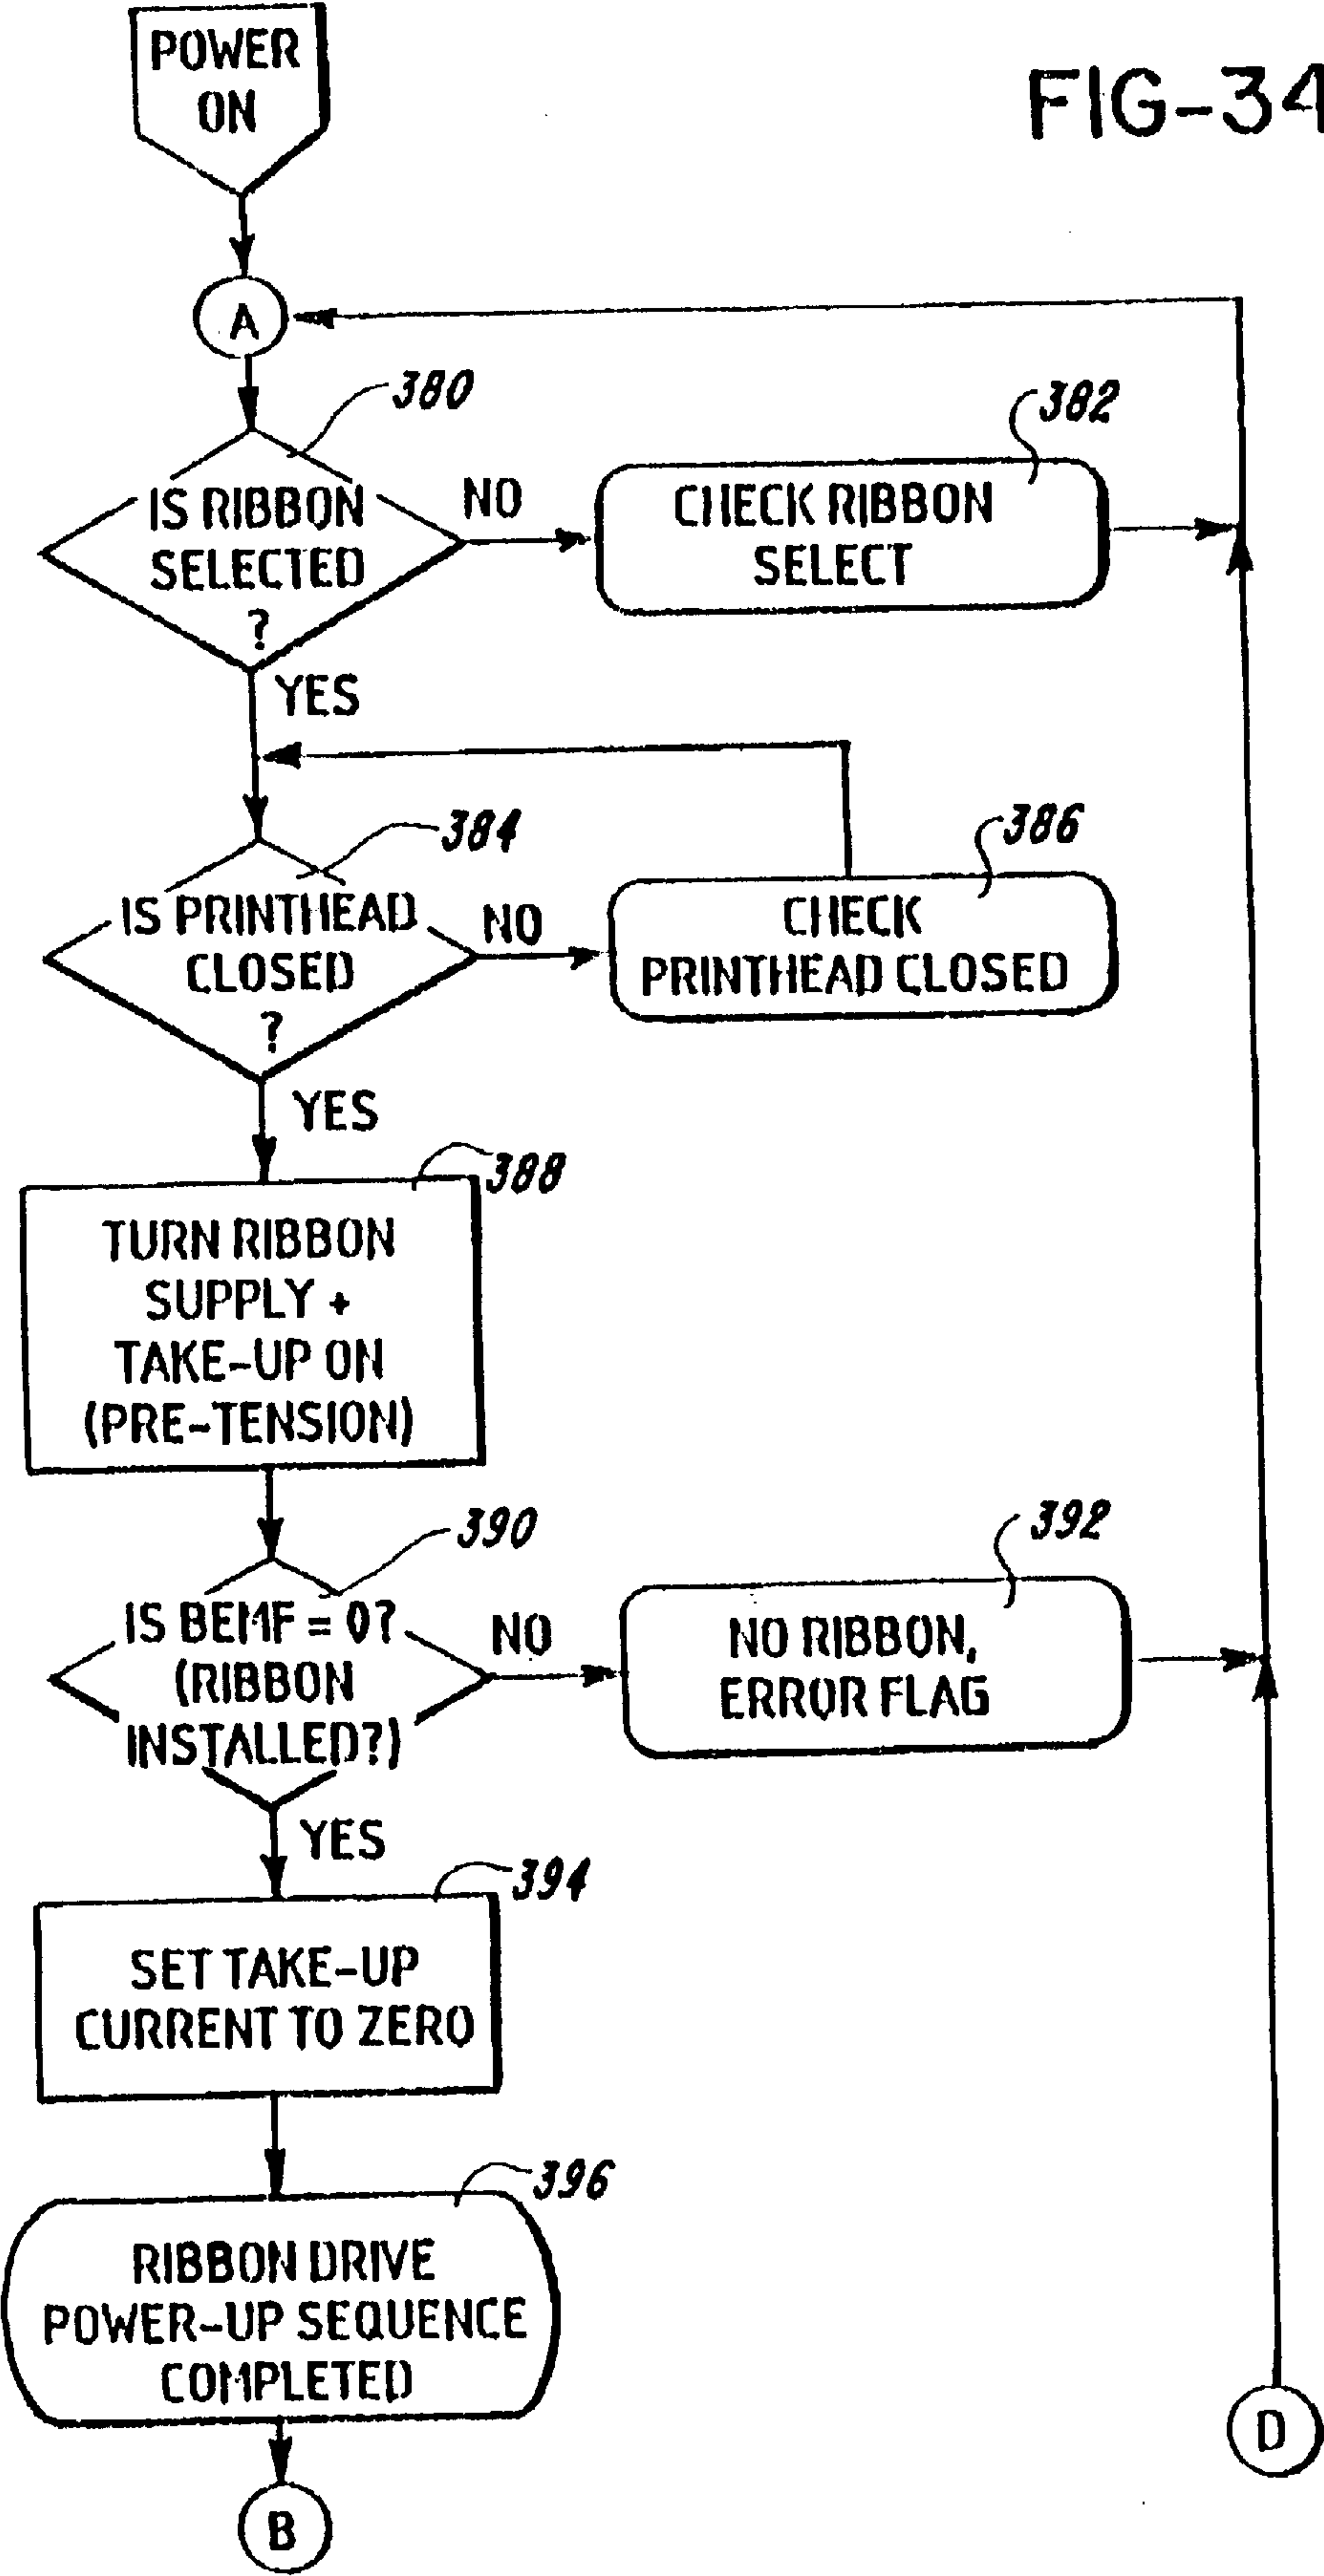 POWER
ON
FIG-34
A
380
IS RIBBON
SELECTED
?
NO
382
CHECK RIBBON
SELECT
YES
384
IS PRINTHEAD
CLOSED
?
NO
386
CHECK
PRINTHEAD CLOSED
YES
388
TURN RIBBON
SUPPLY +
TAKE-UP ON
(PRE-TENSION)
390
IS BEMF = 0?
(RIBBON
INSTALLED?)
NO
392
NO RIBBON,
ERROR FLAG
YES
394
SET TAKE-UP
CURRENT TO ZERO
396
RIBBON DRIVE
POWER-UP SEQUENCE
COMPLETED
D
B